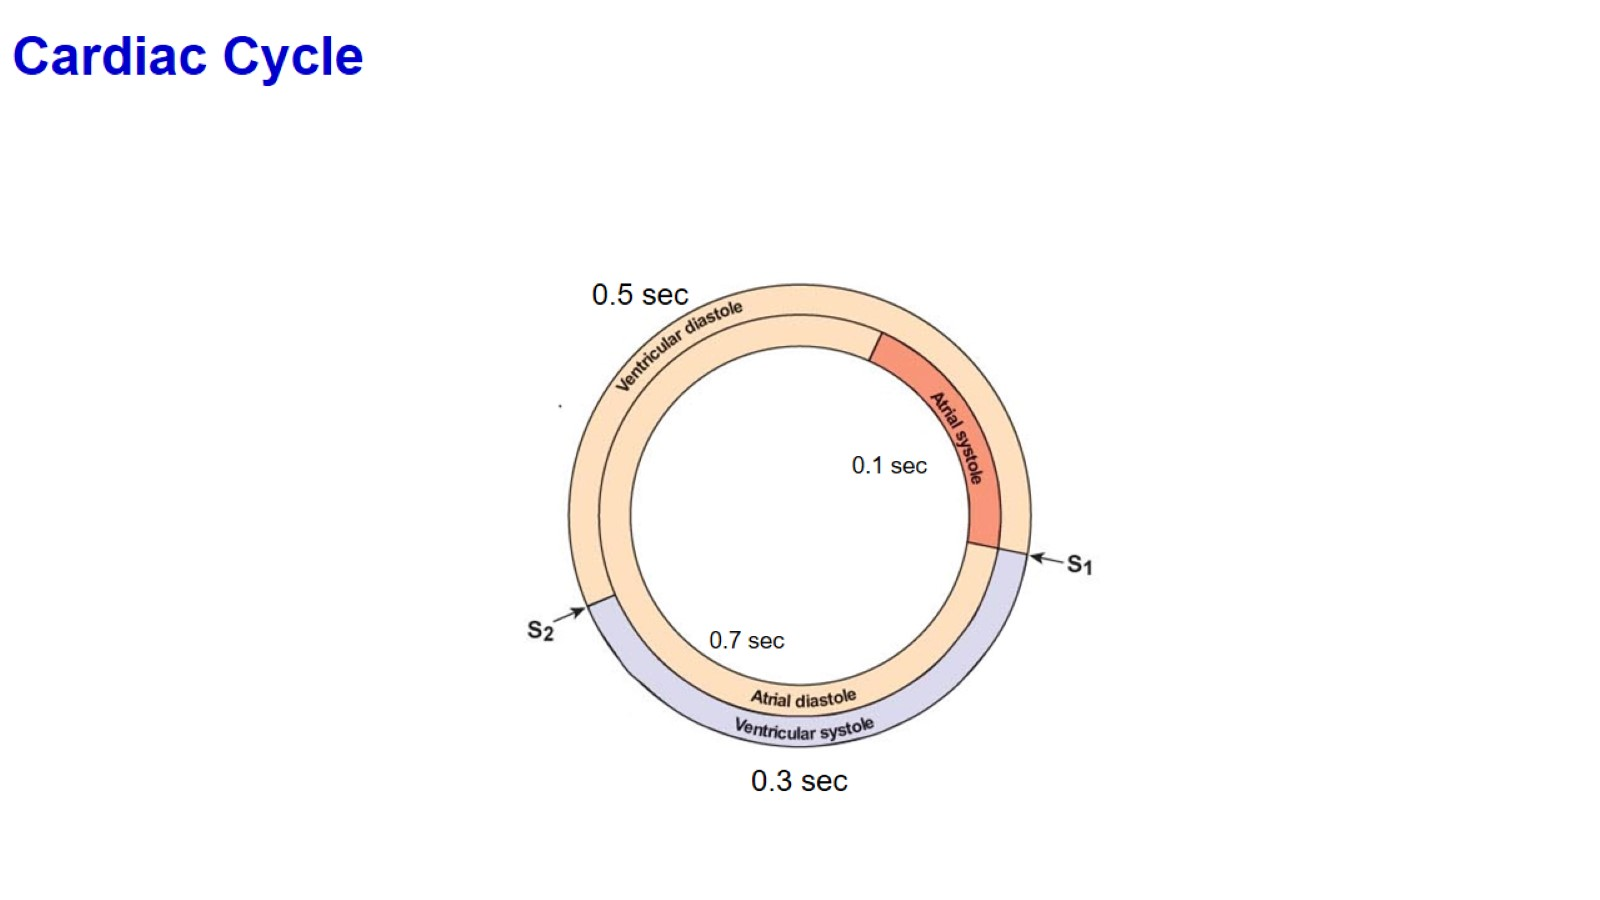 Cardiac Cycle
0.5 sec
Ventricular diastole
Atrial systole
0.1 sec
S1
S2
0.7 sec
Atrial diastole
Ventricular systole
0.3 sec